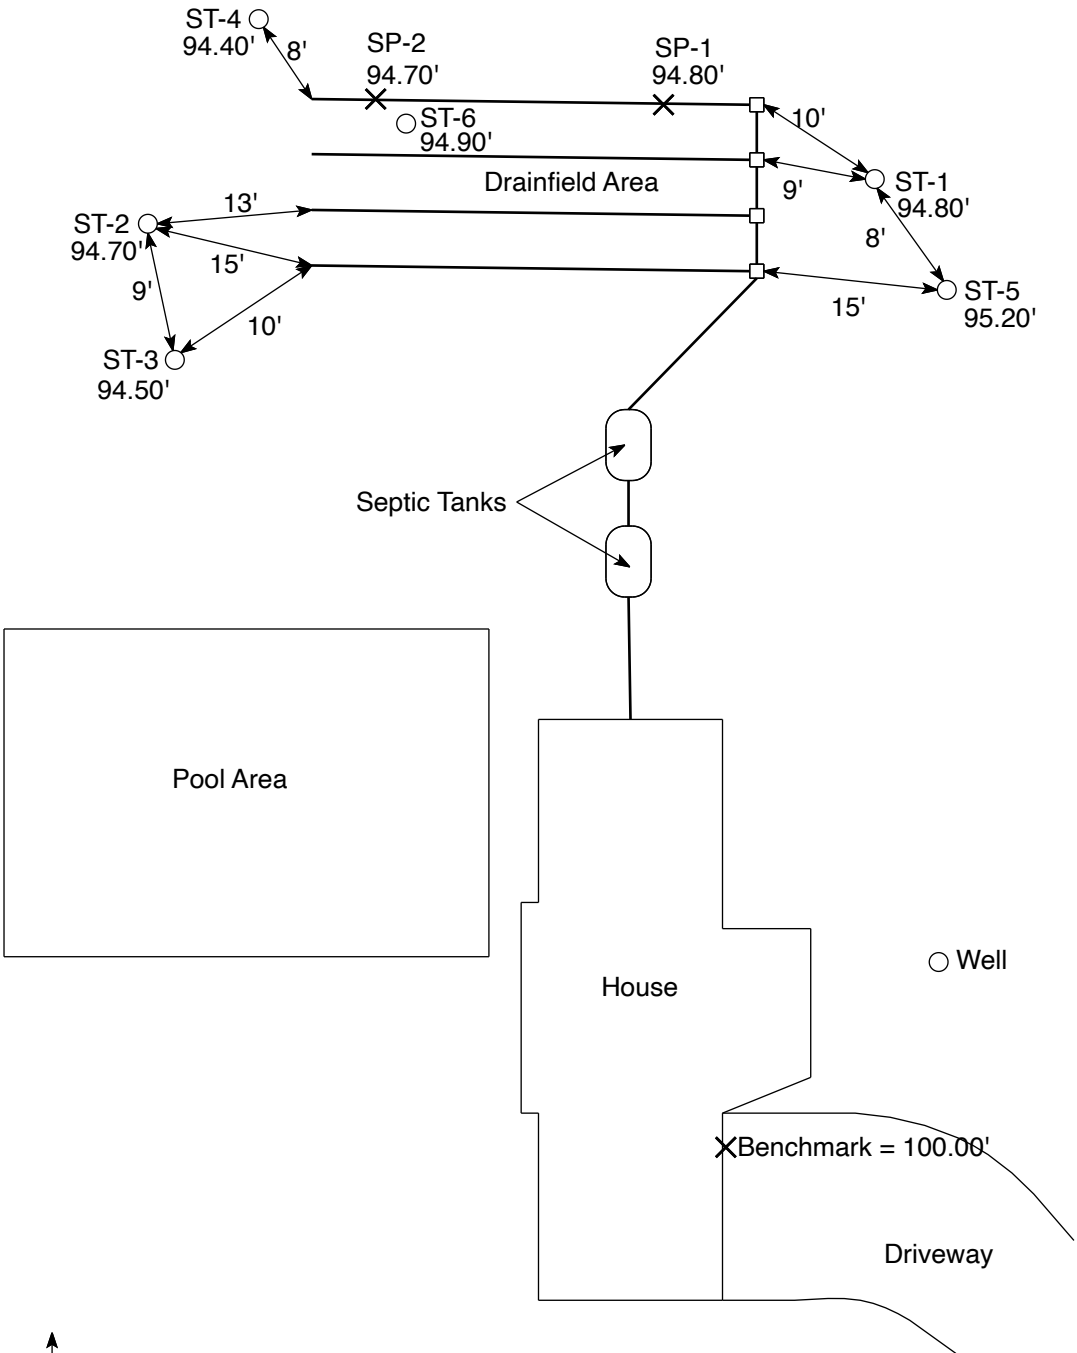 ST-4
94.40'
8'
SP-2
94.70'
SP-1
94.80'
ST-6
94.90'
10'
Drainfield Area
9'
ST-1
94.80'
13'
ST-2
94.70'
15'
8'
9'
10'
15'
ST-5
95.20'
ST-3
94.50'
Septic Tanks
Pool Area
House
Well
Benchmark = 100.00'
Driveway